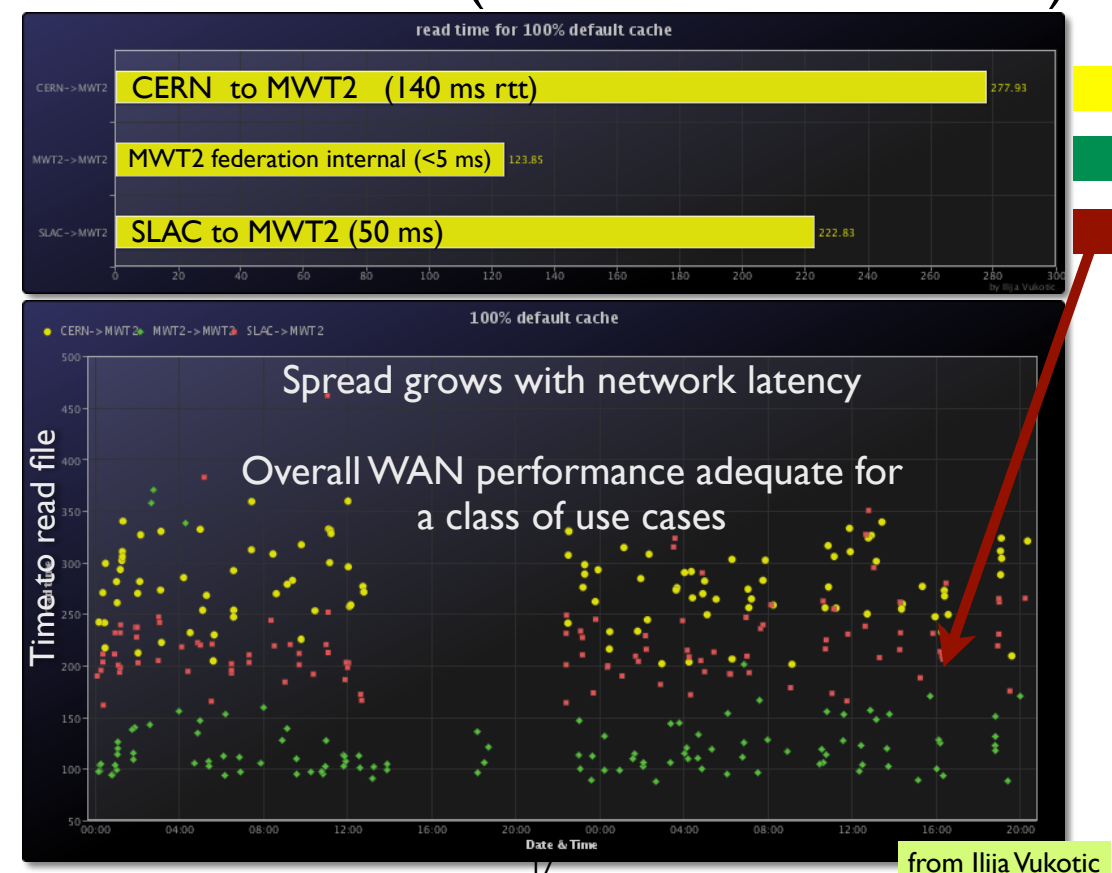 read time for 100% default cache
CERN->MWT2
CERN to MWT2 (140 ms rtt)
277.93
MWT2->MWT2
MWT2 federation internal (<5 ms)
123.85
SLAC->MWT2
SLAC to MWT2 (50 ms)
222.83
0 20 40 60 80 100 120 140 160 180 200 220 240 260 280 300
by Ilija Vukotic
100% default cache
CERN->MWT2 MWT2->MWT2 SLAC->MWT2
Spread grows with network latency
Overall WAN performance adequate for
a class of use cases
Time to read file
500
450
400
350
300
250
200
150
100
50
00:00 04:00 08:00 12:00 16:00 20:00 00:00 04:00 08:00 12:00 16:00 20:00
Date & Time
17
from Ilija Vukotic